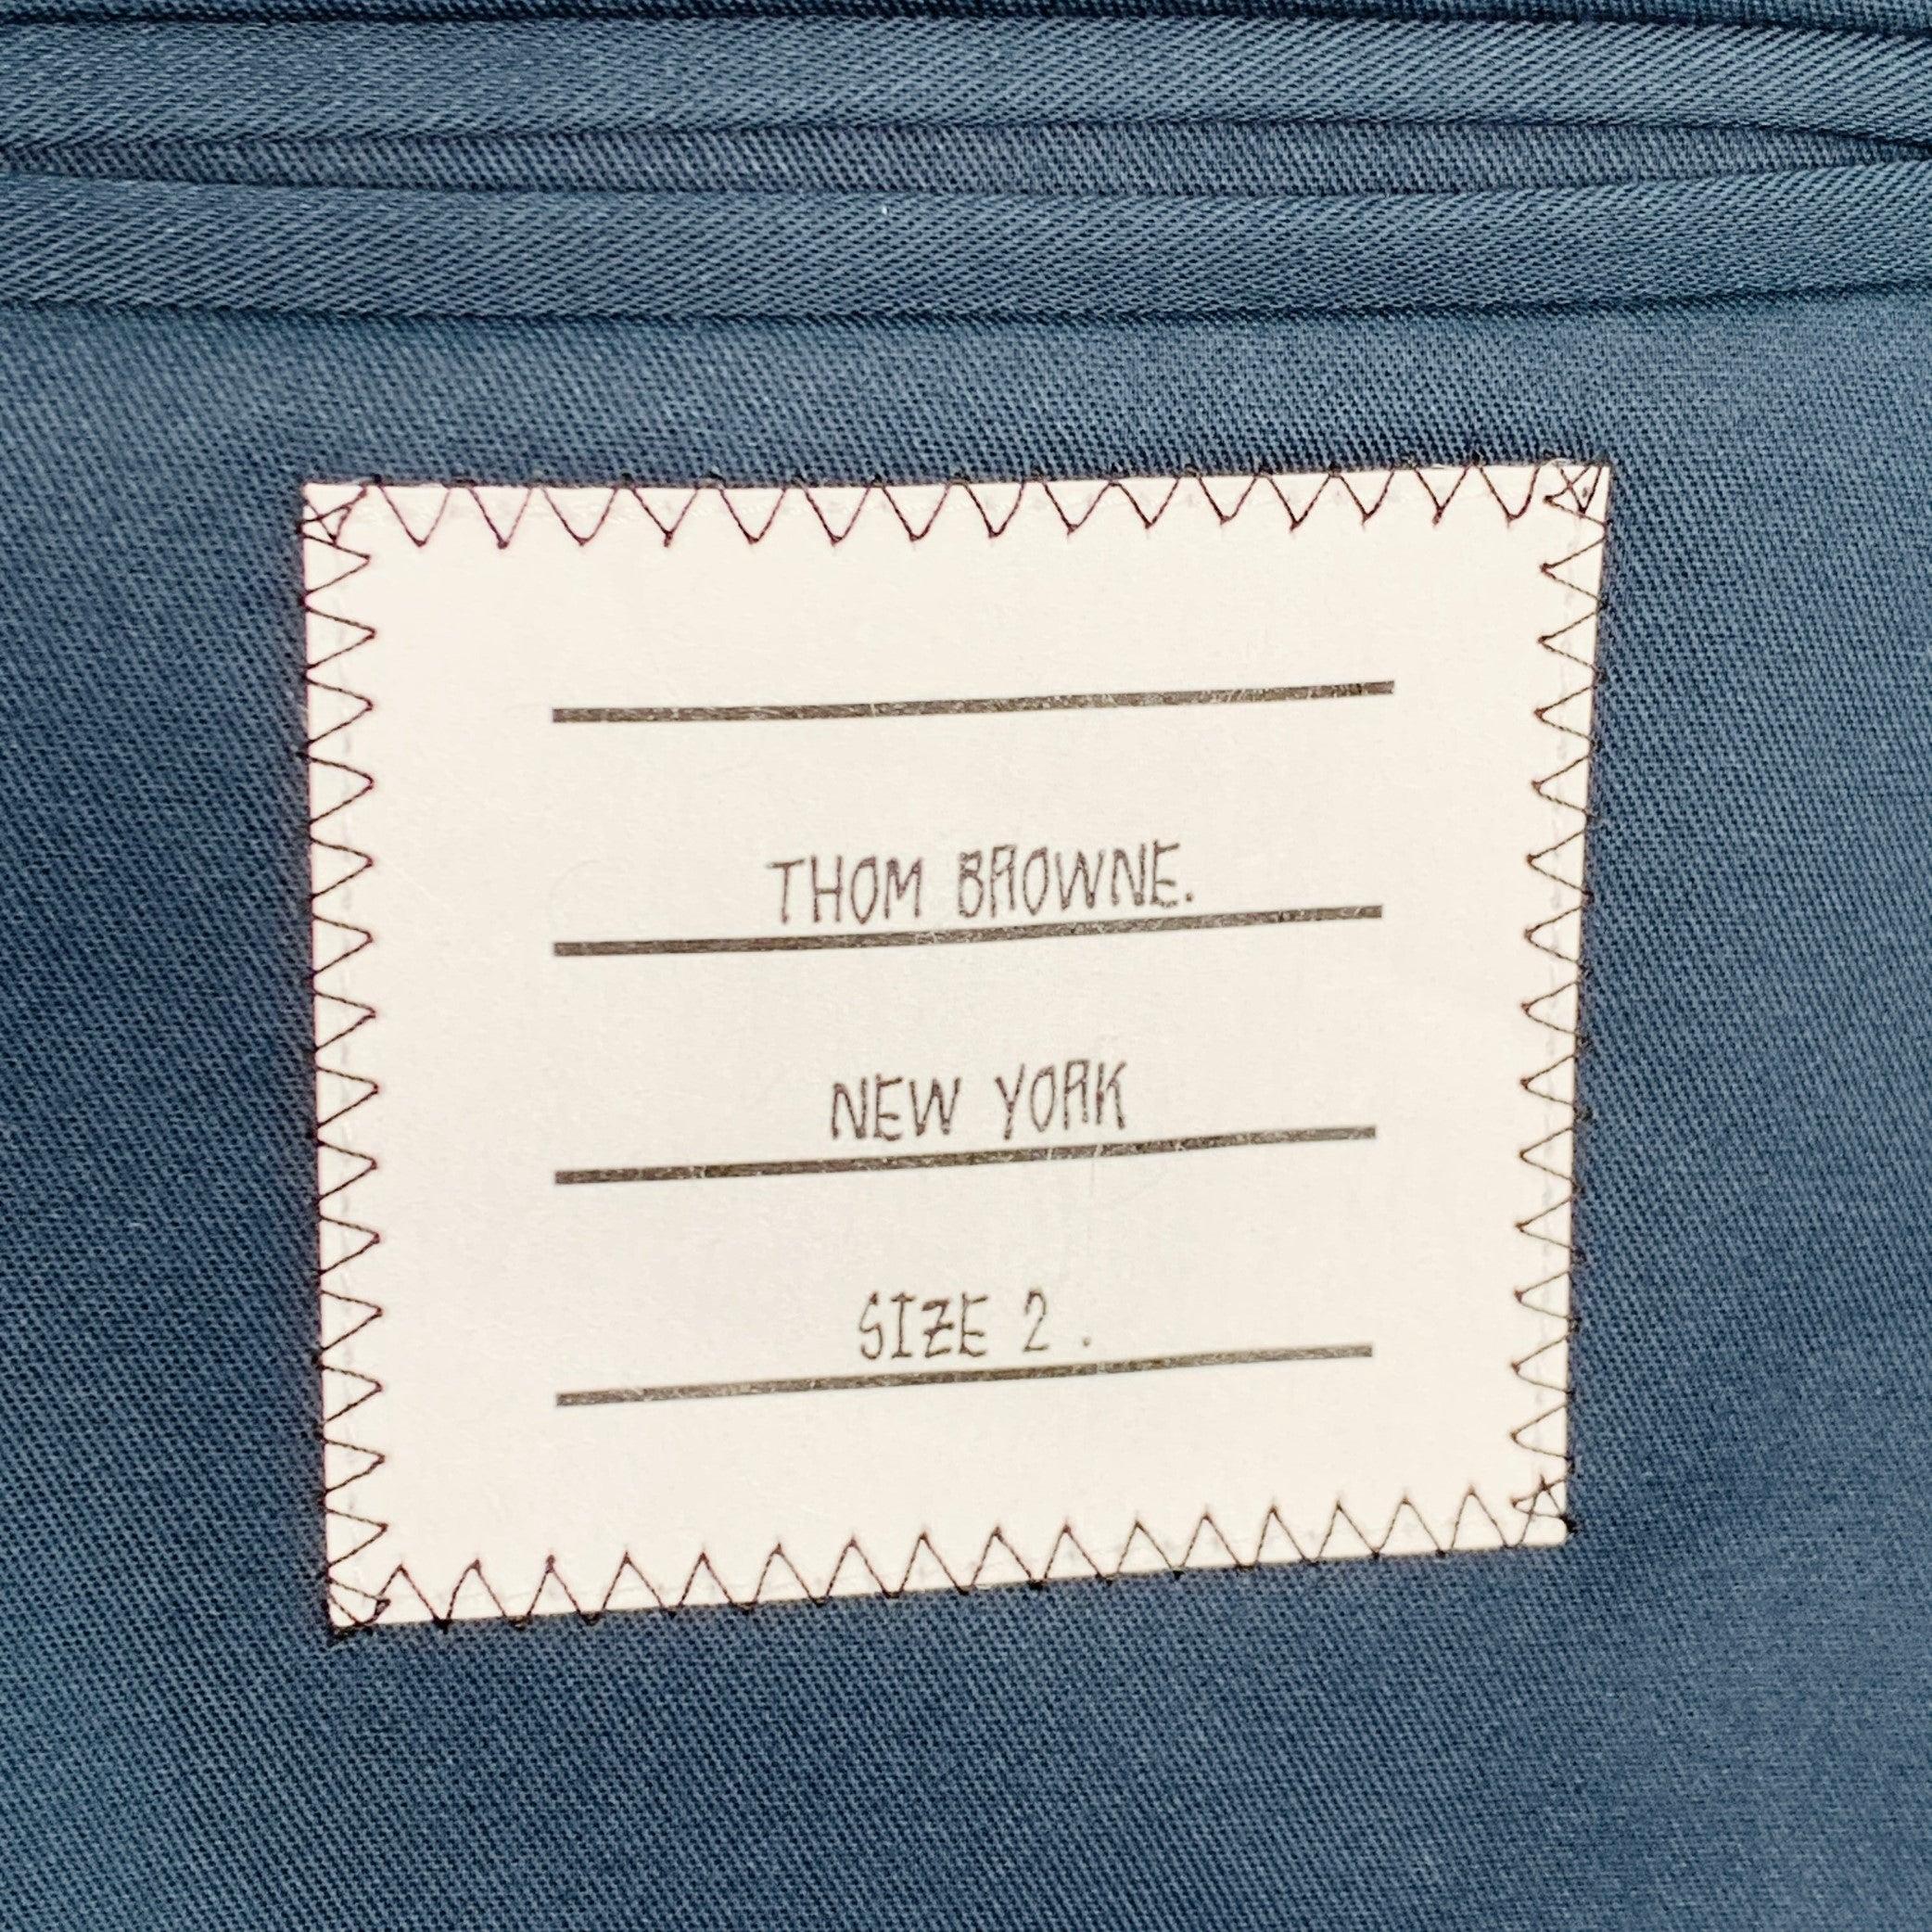 THOM BROWNE.
NEW YORK
SIZE 2 .